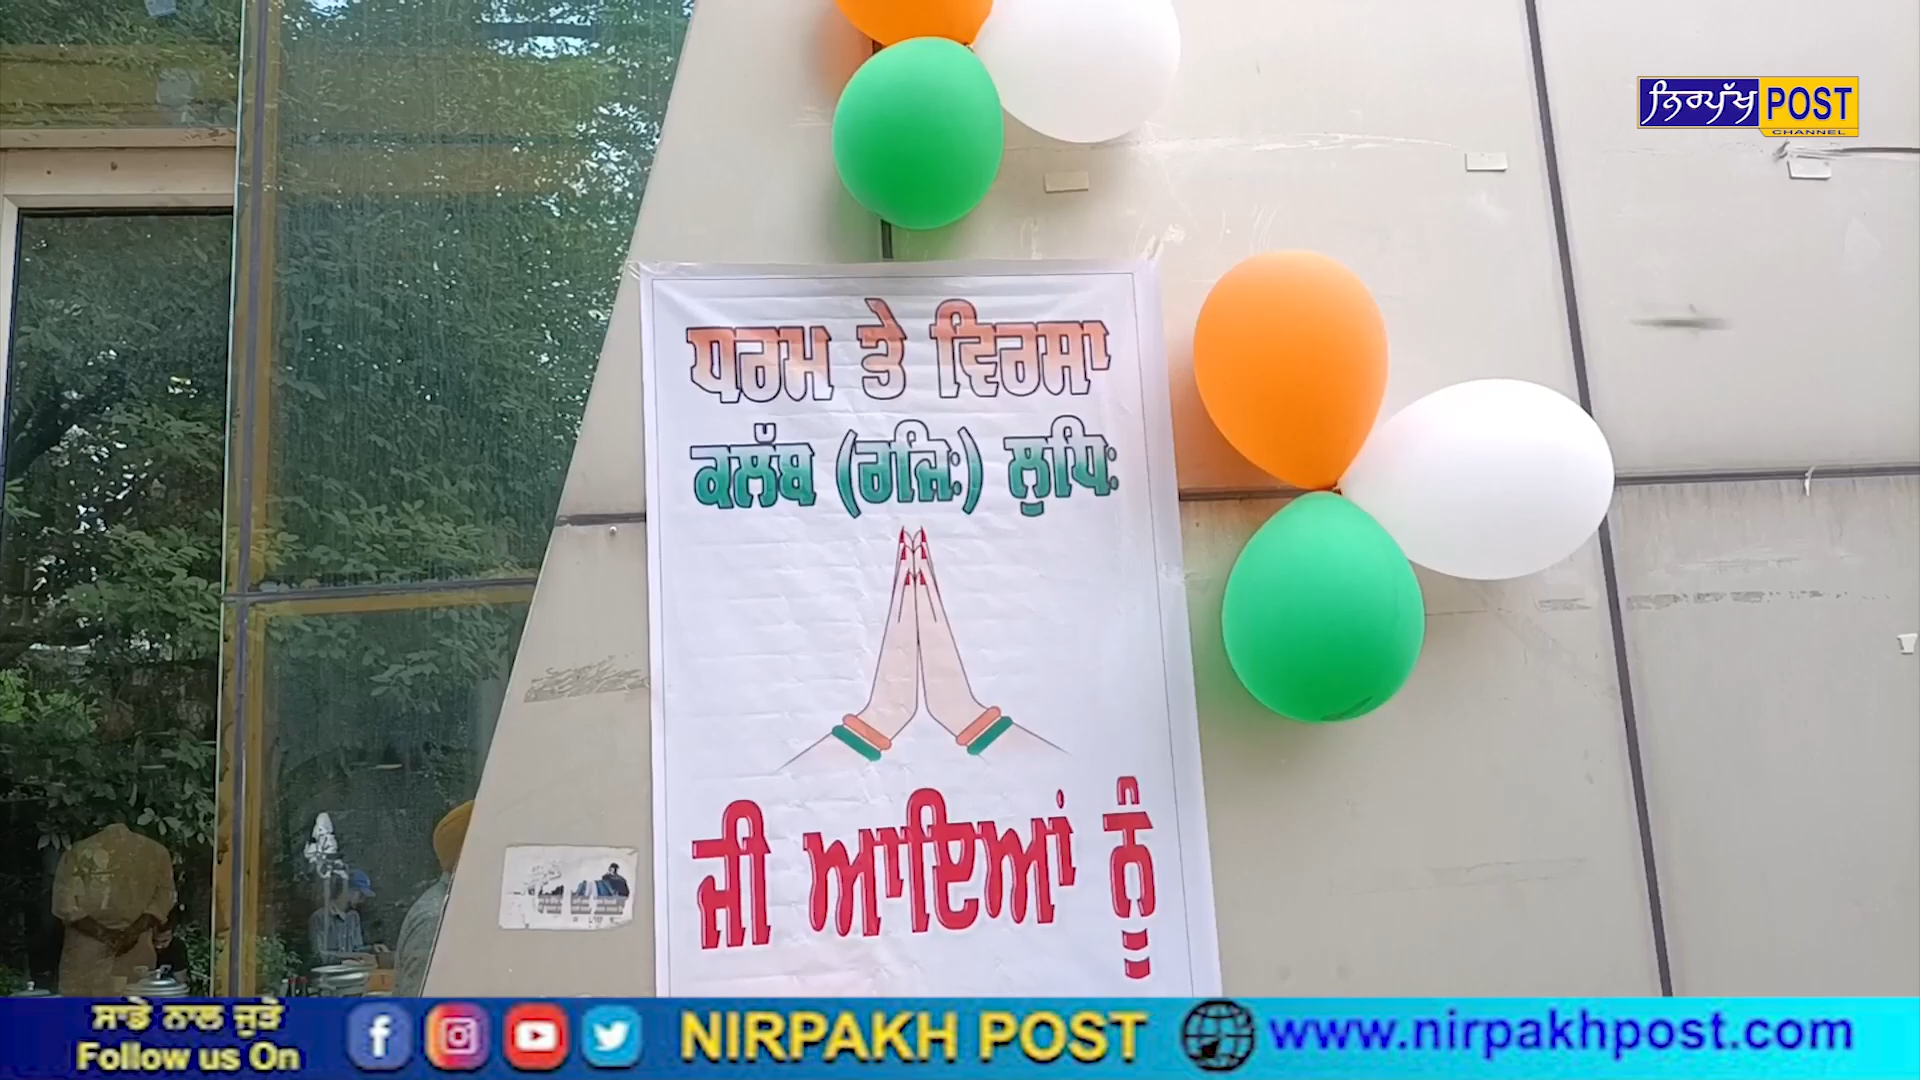 ਨਿਰਪੱਖ POST
CHANNEL
ਧਰਮ ਤੇ ਵਿਰਸਾ
ਕਲੱਬ (ਰਜਿः) ਲੁਧਿः
ਜੀ ਆਇਆਂ ਨੂੰ
ਸਾਡੇ ਨਾਲ ਜੁੜੋ
Follow us On
NIRPAKH POST
www.nirpakhpost.com